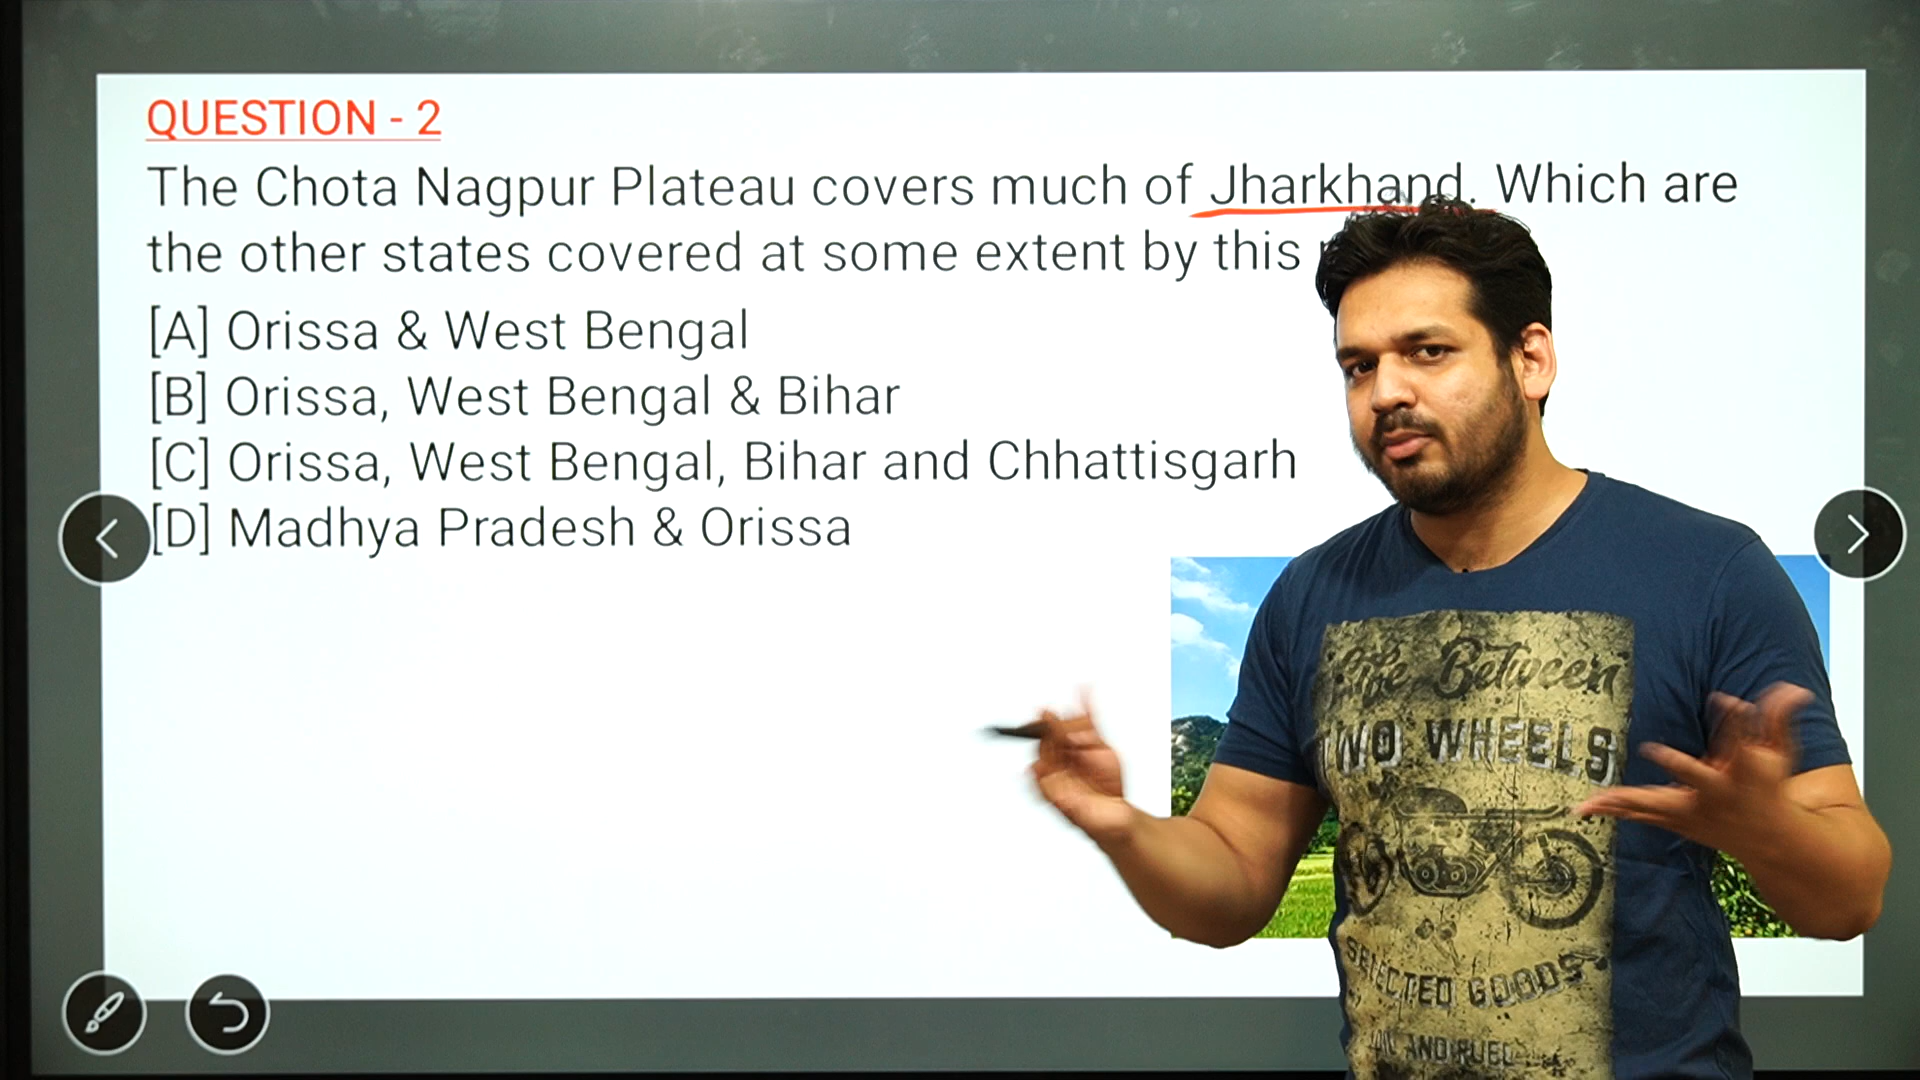 QUESTION - 2
The Chota Nagpur Plateau covers much of Jharkhand. Which are
the other states covered at some extent by this
[A] Orissa & West Bengal
[B] Orissa, West Bengal & Bihar
[C] Orissa, West Bengal, Bihar and Chhattisgarh
[D] Madhya Pradesh & Orissa
Life Between
TWO WHEELS
SELECTED GOODS
AND FUEL